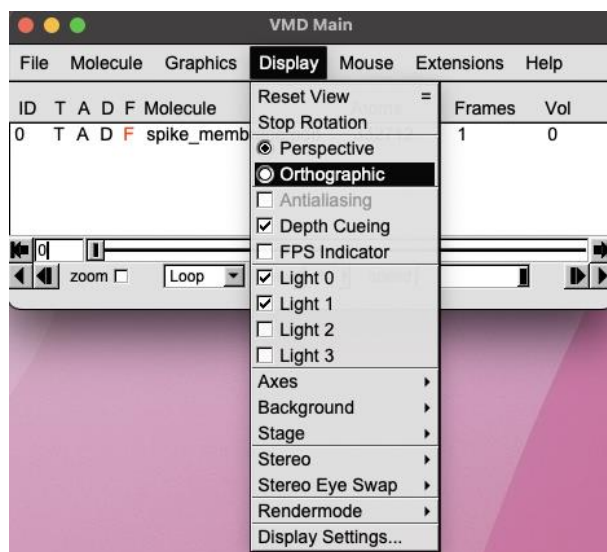 VMD Main
File Molecule Graphics Display Mouse Extensions Help
ID T A D F Molecule Frames Vol
0 T A D F spike_memb 1 0
Reset View =
Stop Rotation
Perspective
Orthographic
Antialiasing
Depth Cueing
FPS Indicator
Light 0
Light 1
Light 2
Light 3
Axes
Background
Stage
Stereo
Stereo Eye Swap
Rendermode
Display Settings...
0
zoom Loop